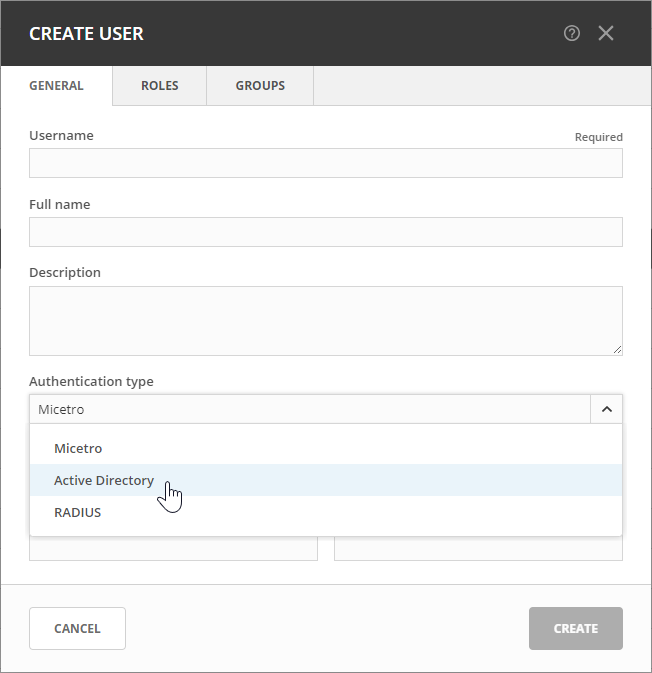 CREATE USER
GENERAL ROLES GROUPS
Username Required
Full name
Description
Authentication type
Micetro
Micetro
Active Directory
RADIUS
CANCEL CREATE